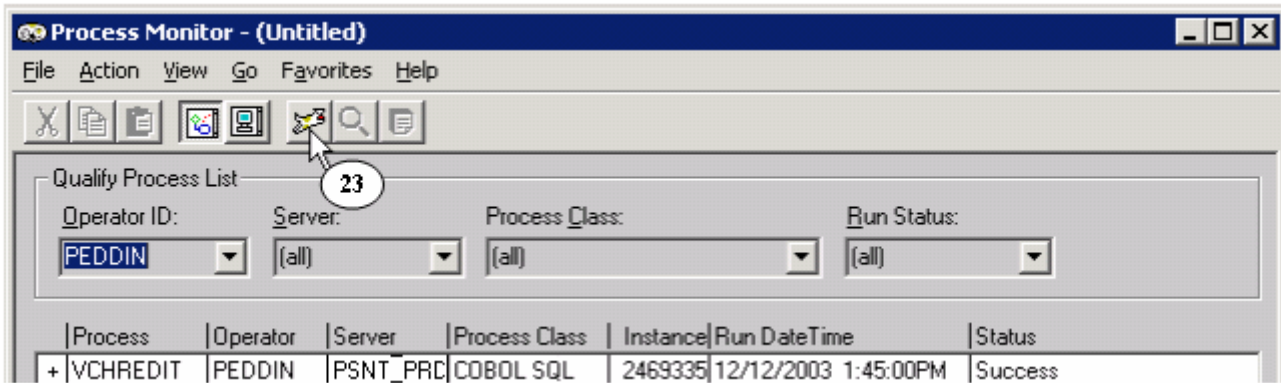 Process Monitor - (Untitled)
File Action View Go Favorites Help
23
Qualify Process List
Operator ID: Server: Process Class: Run Status:
PEDDIN (all) (all) (all)
Process Operator Server Process Class Instance Run DateTime Status
+ VCHREDIT PEDDIN PSNT_PRD COBOL SQL 2469335 12/12/2003 1:45:00PM Success